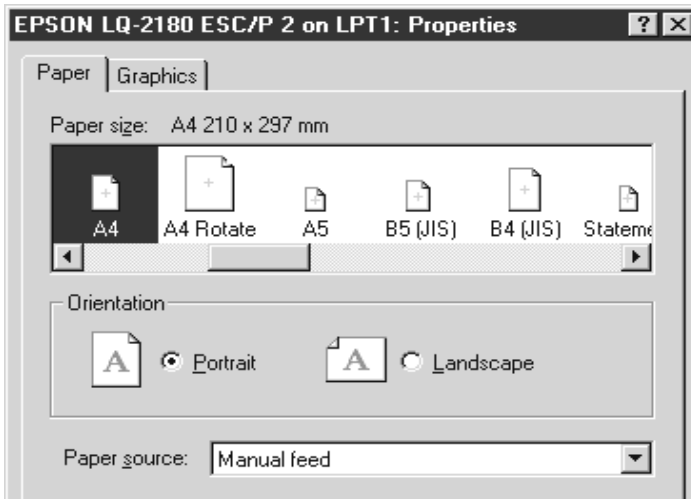 EPSON LQ-2180 ESC/P 2 on LPT1: Properties ? ×
Paper Graphics
Paper size: A4 210 x 297 mm
A4 A4 Rotate A5 B5 (JIS) B4 (JIS) Stateme
Orientation
A Portrait A Landscape
Paper source: Manual feed